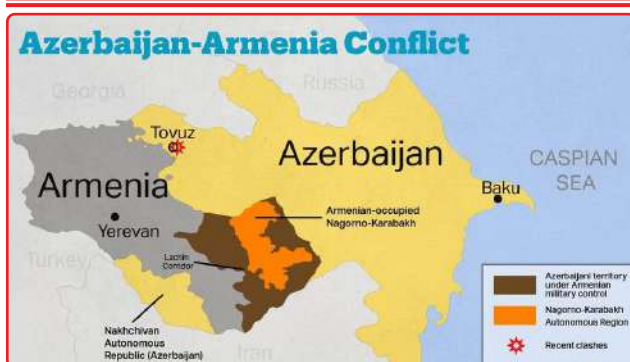 Azerbaijan-Armenia Conflict
Georgia
Russia
Tovuz
Azerbaijan
CASPIAN
SEA
Armenia
Baku
Armenian-occupied
Nagorno-Karabakh
Yerevan
Lachin
Corridor
Turkey
Azerbaijani territory
under Armenian
military control
Nagorno-Karabakh
Autonomous Region
Nakhchivan
Autonomous
Republic (Azerbaijan)
Iran
Recent clashes